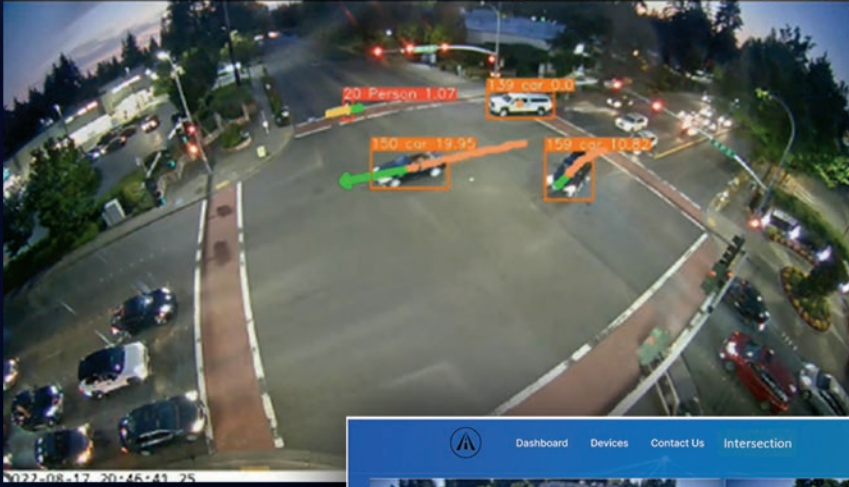 139 car 0.0
20 Person 1.07
150 car 19.95
159 car 10.82
2022-08-17 20:46:41.25
Dashboard Devices Contact Us Intersection